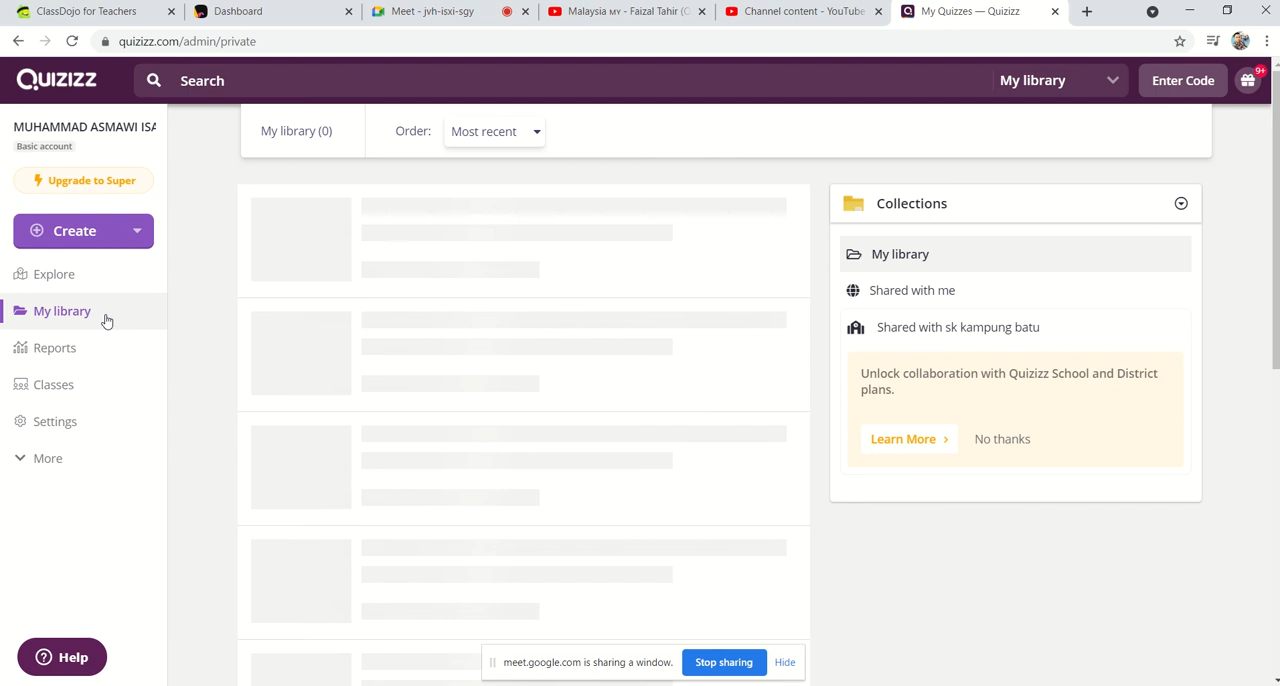 ClassDojo for Teachers
Dashboard
Meet - jvh-isxi-sgy
Malaysia MY - Faizal Tahir (
Channel content - YouTube
My Quizzes — Quizizz
quizizz.com/admin/private
QUIZIZZ
Search
My library
Enter Code
9+
MUHAMMAD ASMAWI ISA
Basic account
Upgrade to Super
Create
Explore
My library
Reports
Classes
Settings
More
Help
My library (0)
Order:
Most recent
Collections
My library
Shared with me
Shared with sk kampung batu
Unlock collaboration with Quizizz School and District
plans.
Learn More
No thanks
meet.google.com is sharing a window.
Stop sharing
Hide